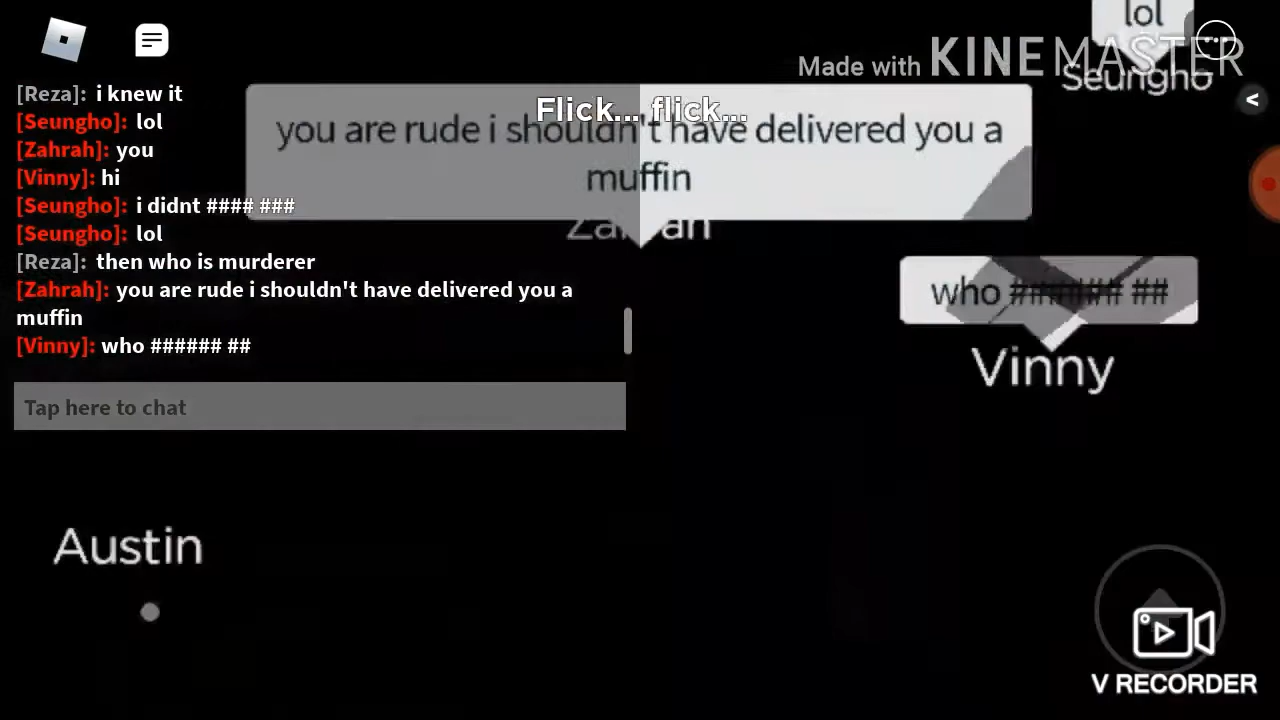 lol
Made with KINEMASTER
Seungho
[Reza]: i knew it
[Seungho]: lol
[Zahrah]: you
[Vinny]: hi
[Seungho]: i didnt #### ###
[Seungho]: lol
[Reza]: then who is murderer
[Zahrah]: you are rude i shouldn't have delivered you a
muffin
[Vinny]: who ###### ##
Tap here to chat
Flick... flick...
you are rude i shouldn't have delivered you a
muffin
Zahrah
who ###### ##
Vinny
Austin
V RECORDER